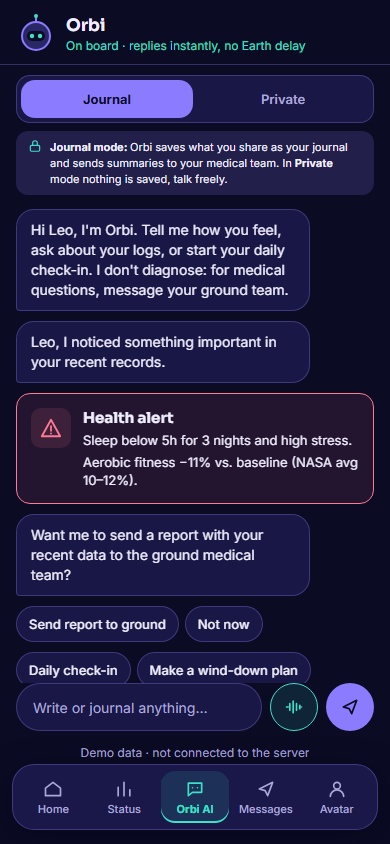 Orbi
On board · replies instantly, no Earth delay
Journal
Private
Journal mode: Orbi saves what you share as your journal
and sends summaries to your medical team. In Private
mode nothing is saved, talk freely.
Hi Leo, I'm Orbi. Tell me how you feel,
ask about your logs, or start your daily
check-in. I don't diagnose: for medical
questions, message your ground team.
Leo, I noticed something important in
your recent records.
Health alert
Sleep below 5h for 3 nights and high stress.
Aerobic fitness −11% vs. baseline (NASA avg
10–12%).
Want me to send a report with your
recent data to the ground medical
team?
Send report to ground
Not now
Daily check-in
Make a wind-down plan
Write or journal anything...
Demo data · not connected to the server
Home
Status
Orbi AI
Messages
Avatar